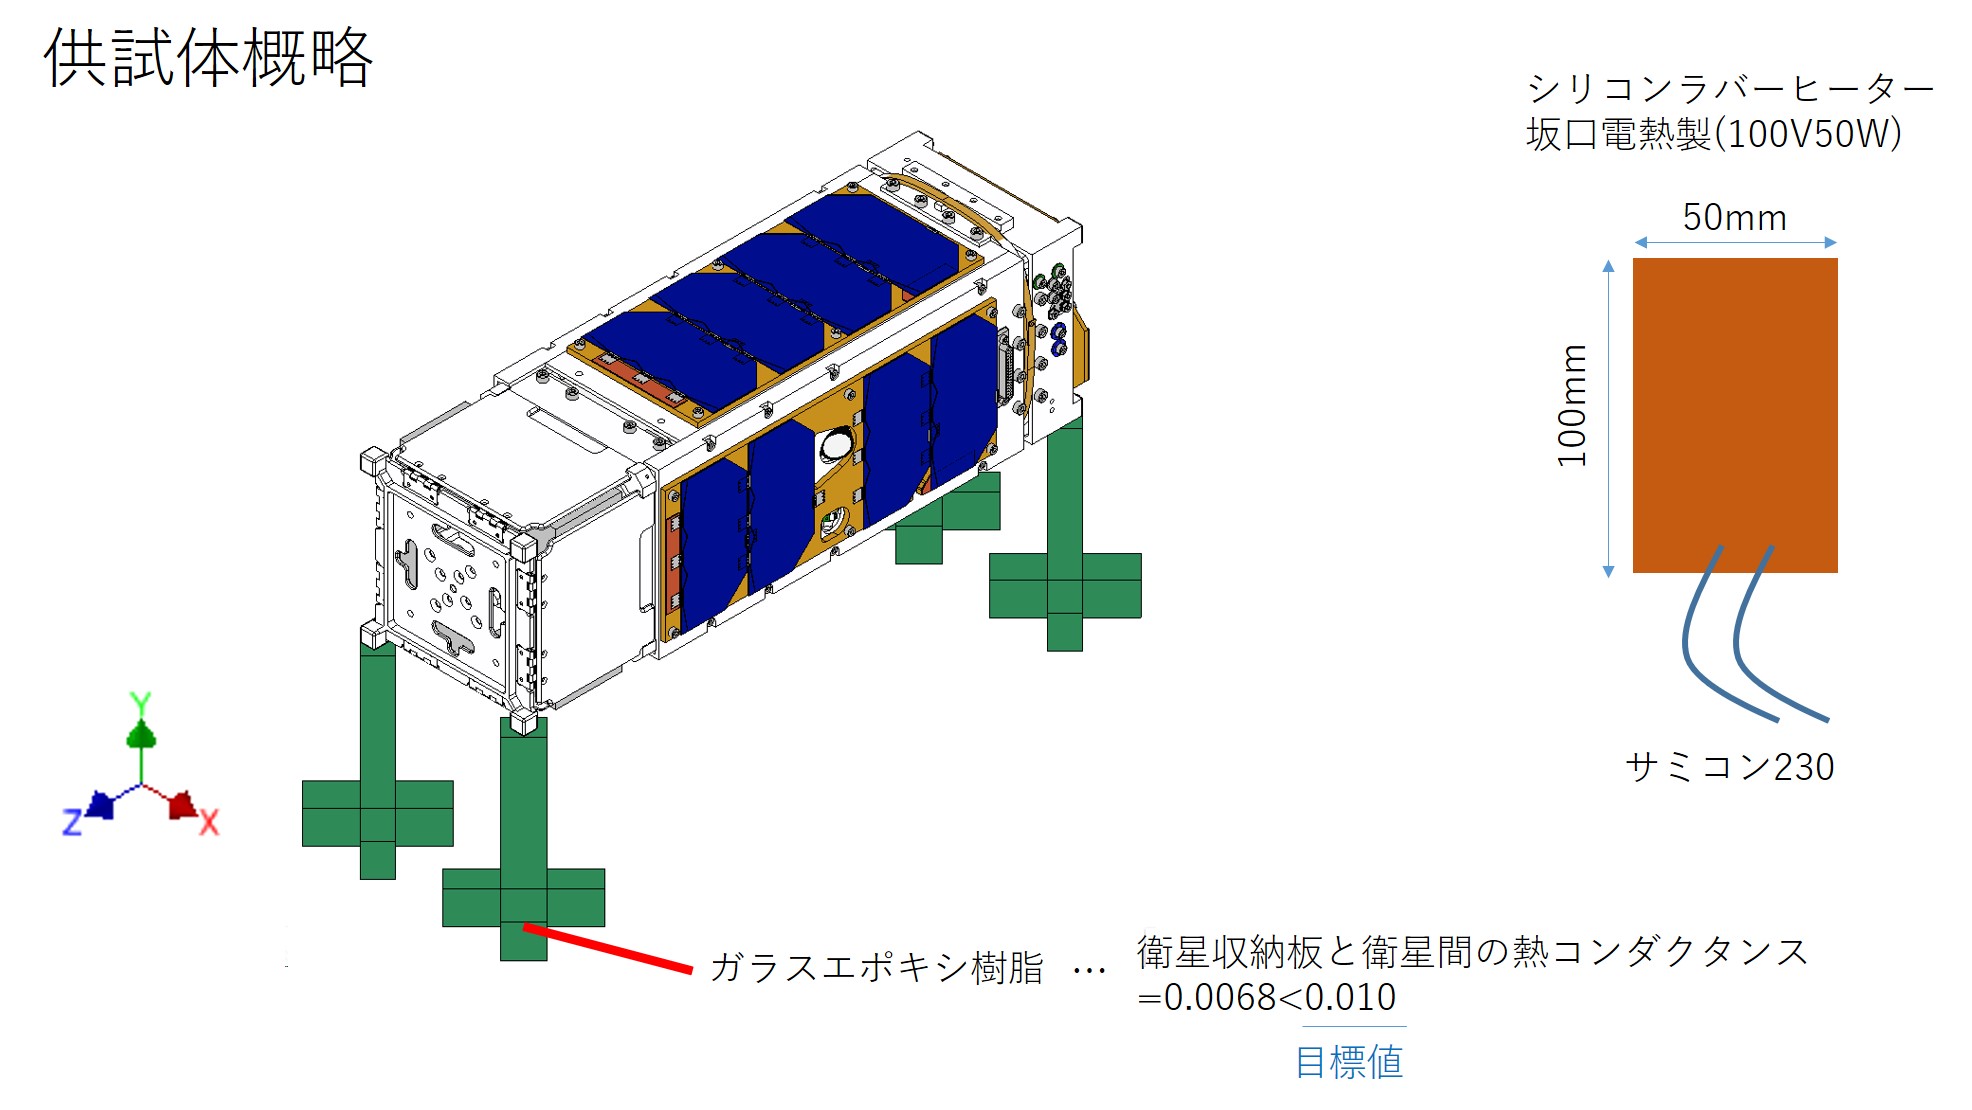 供試体概略
シリコンラバーヒーター
坂口電熱製(100V50W)
50mm
100mm
サミコン230
Y
Z
X
ガラスエポキシ樹脂 …
衛星収納板と衛星間の熱コンダクタンス
=0.0068<0.010
目標値